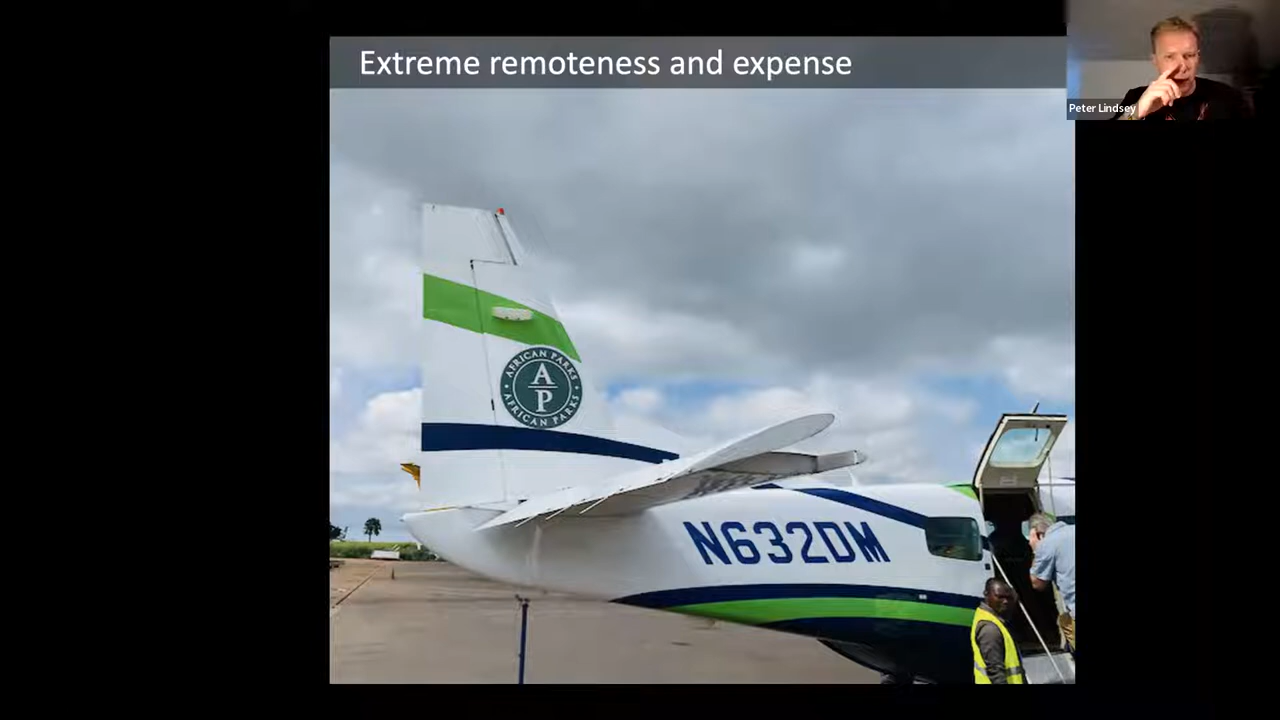 Extreme remoteness and expense
Peter Lindsey
AFRICAN PARKS
A
P
AFRICAN PARKS
N632DM